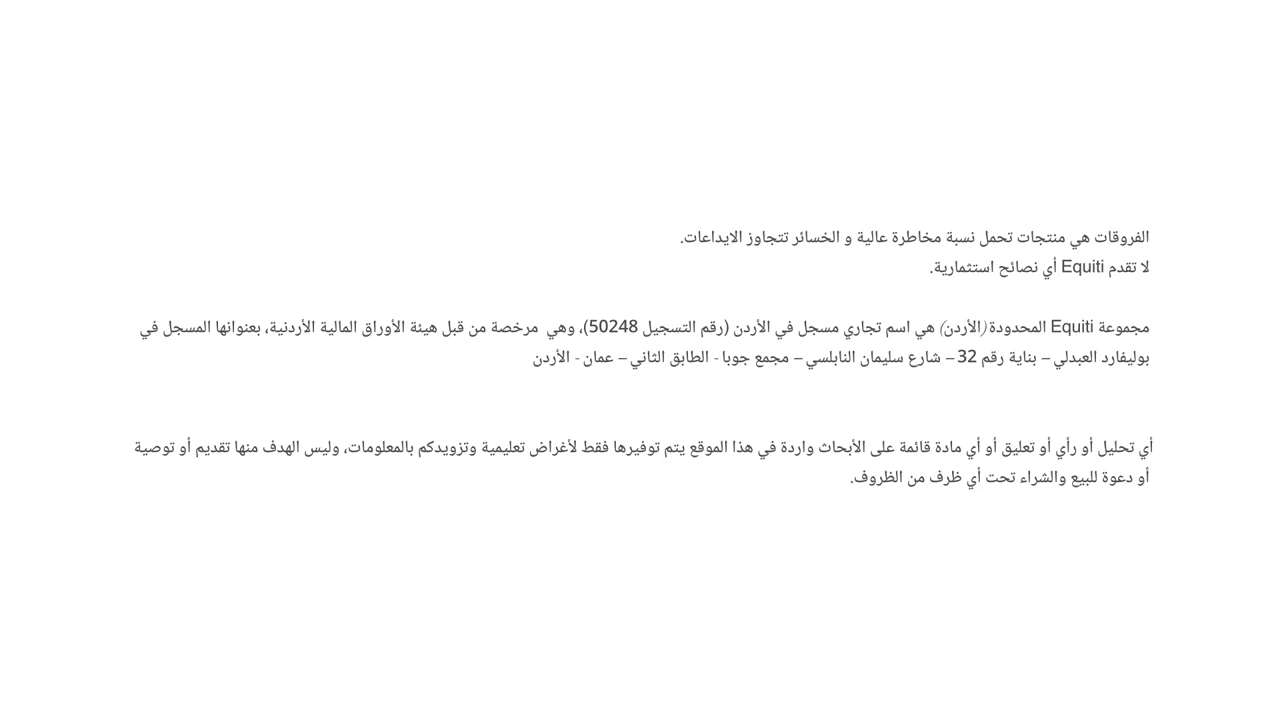 الفروقات هي منتجات تحمل نسبة مخاطرة عالية و الخسائر تتجاوز الايداعات.
لا تقدم Equiti أي نصائح استثمارية.
مجموعة Equiti المحدودة (الأردن) هي اسم تجاري مسجل في الأردن (رقم التسجيل 50248)، وهي مرخصة من قبل هيئة الأوراق المالية الأردنية، بعنوانها المسجل في
بوليفارد العبدلي – بناية رقم 32 – شارع سليمان النابلسي – مجمع جوبا - الطابق الثاني – عمان - الأردن
أي تحليل أو رأي أو تعليق أو أي مادة قائمة على الأبحاث واردة في هذا الموقع يتم توفيرها فقط لأغراض تعليمية وتزويدكم بالمعلومات، وليس الهدف منها تقديم أو توصية
أو دعوة للبيع والشراء تحت أي ظرف من الظروف.